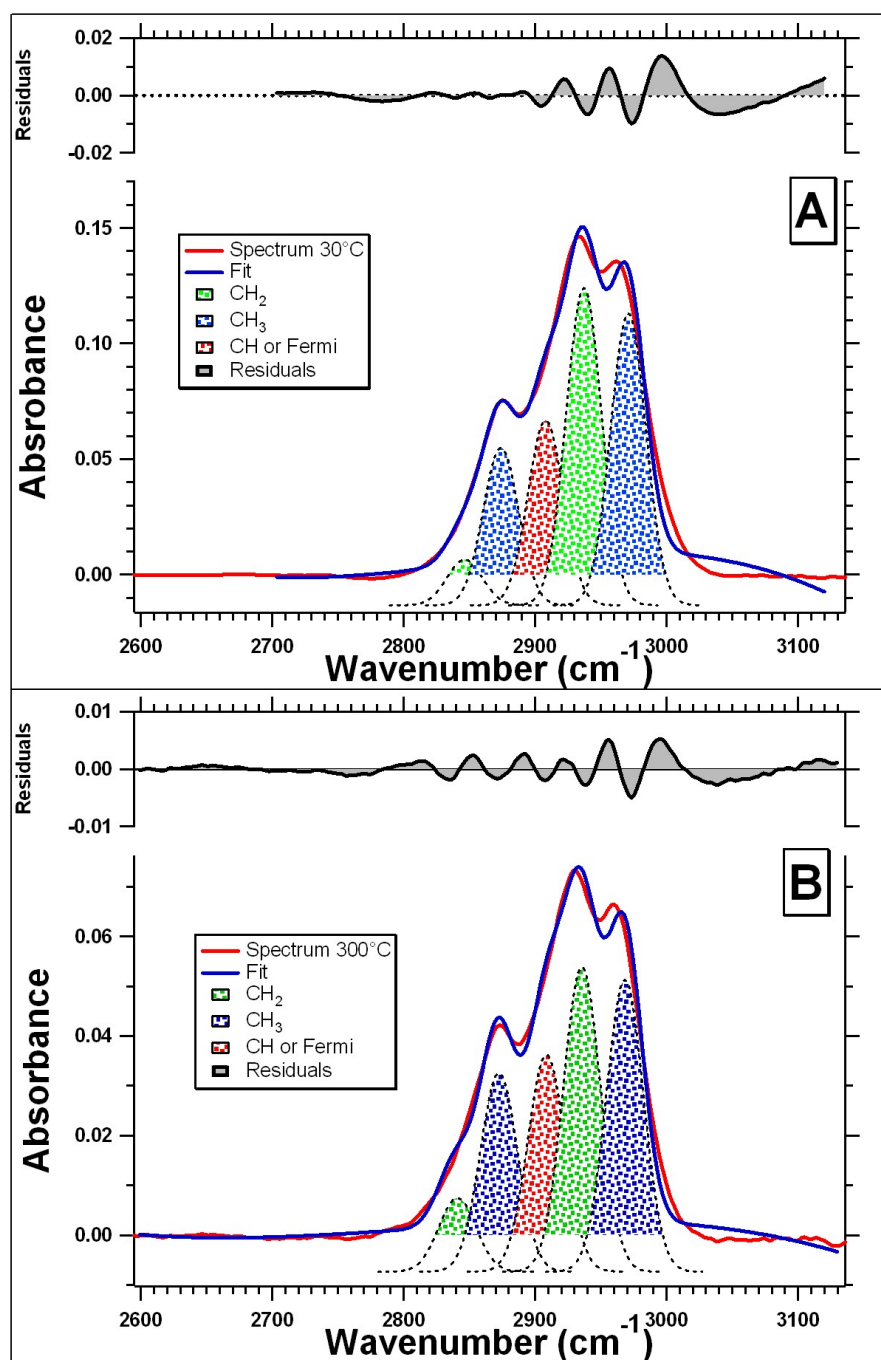 0.02
0.00
-0.02
Residuals
A
0.15
0.10
0.05
0.00
Absrobance
Spectrum 30°C
Fit
CH₂
CH₃
CH or Fermi
Residuals
2600 2700 2800 2900 3000 3100
Wavenumber (cm⁻¹)
0.01
0.00
-0.01
Residuals
B
0.06
0.04
0.02
0.00
Absorbance
Spectrum 300°C
Fit
CH₂
CH₃
CH or Fermi
Residuals
2600 2700 2800 2900 3000 3100
Wavenumber (cm⁻¹)